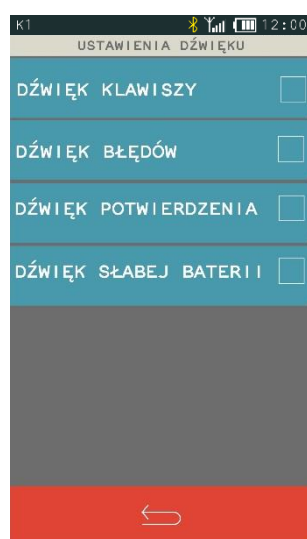 K1 12:00
USTAWIENIA DŹWIĘKU
DŹWIĘK KLAWISZY
DŹWIĘK BŁĘDÓW
DŹWIĘK POTWIERDZENIA
DŹWIĘK SŁABEJ BATERII